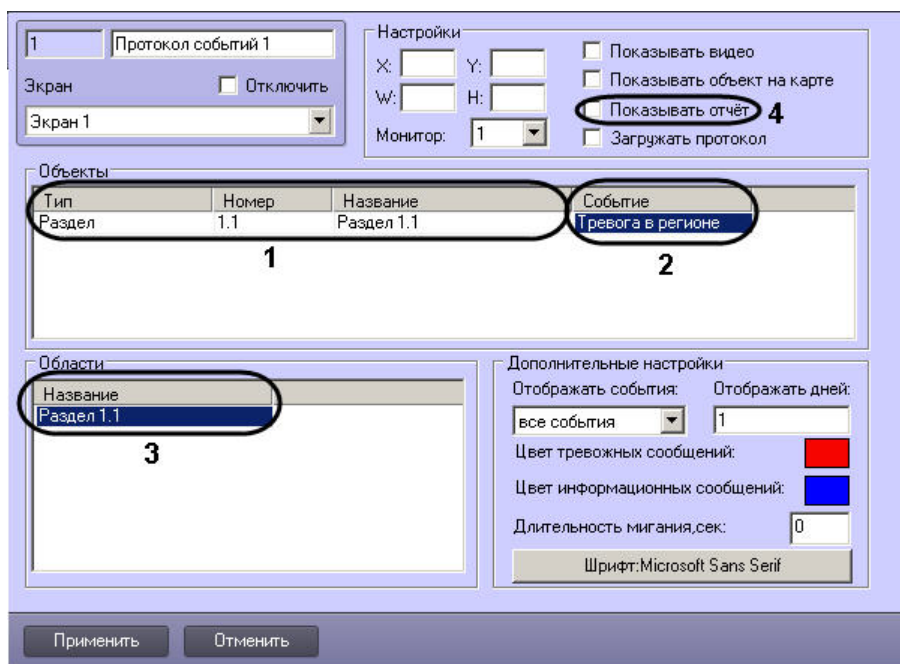 1
Протокол событий 1
Экран
Отключить
Экран 1
Настройки
X:
Y:
W:
H:
Монитор:
1
Показывать видео
Показывать объект на карте
Показывать отчёт
4
Загружать протокол
Объекты
Тип
Номер
Название
Событие
Раздел
1.1
Раздел 1.1
Тревога в регионе
1
2
Области
Название
Раздел 1.1
3
Дополнительные настройки
Отображать события:
Отображать дней:
все события
1
Цвет тревожных сообщений:
Цвет информационных сообщений:
Длительность мигания,сек:
0
Шрифт:Microsoft Sans Serif
Применить
Отменить